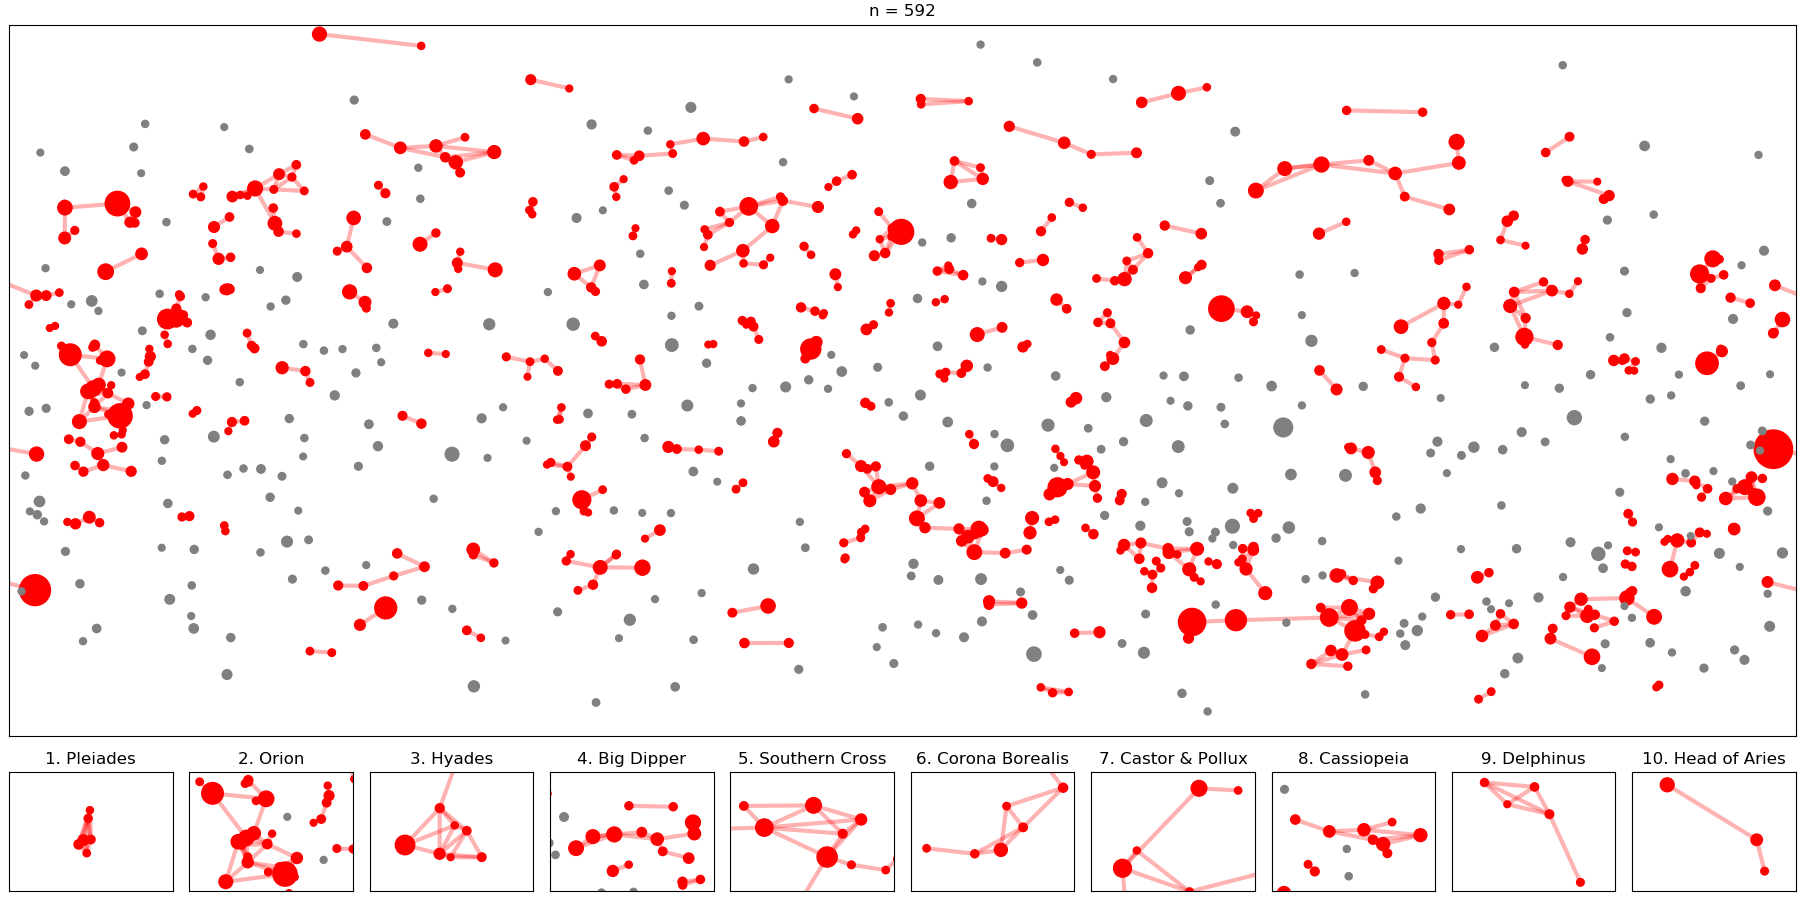 n = 592
1. Pleiades
2. Orion
3. Hyades
4. Big Dipper
5. Southern Cross
6. Corona Borealis
7. Castor & Pollux
8. Cassiopeia
9. Delphinus
10. Head of Aries